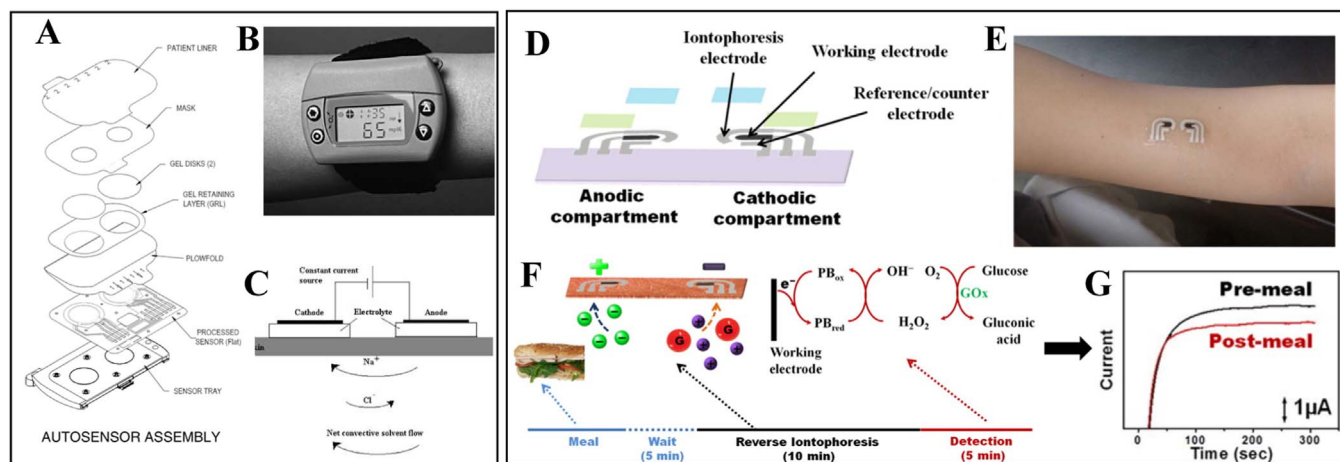 A
PATIENT LINER
MASK
GEL DISKS (2)
GEL RETAINING
LAYER (GRL)
PLOWFOLD
PROCESSED
SENSOR (Flat)
SENSOR TRAY
AUTOSENSOR ASSEMBLY
B
65
C
Constant current
source
Cathode
Electrolyte
Anode
Na+
Cl-
Net convective solvent flow
D
Iontophoresis
electrode
Working electrode
Reference/counter
electrode
Anodic
compartment
Cathodic
compartment
E
F
+
−
G
G
e-
PBox
PBred
OH-
H2O2
O2
Glucose
GOx
Gluconic
acid
Working
electrode
Meal
Wait
(5 min)
Reverse Iontophoresis
(10 min)
Detection
(5 min)
G
Pre-meal
Post-meal
1µA
Current
0
100
200
300
Time (sec)